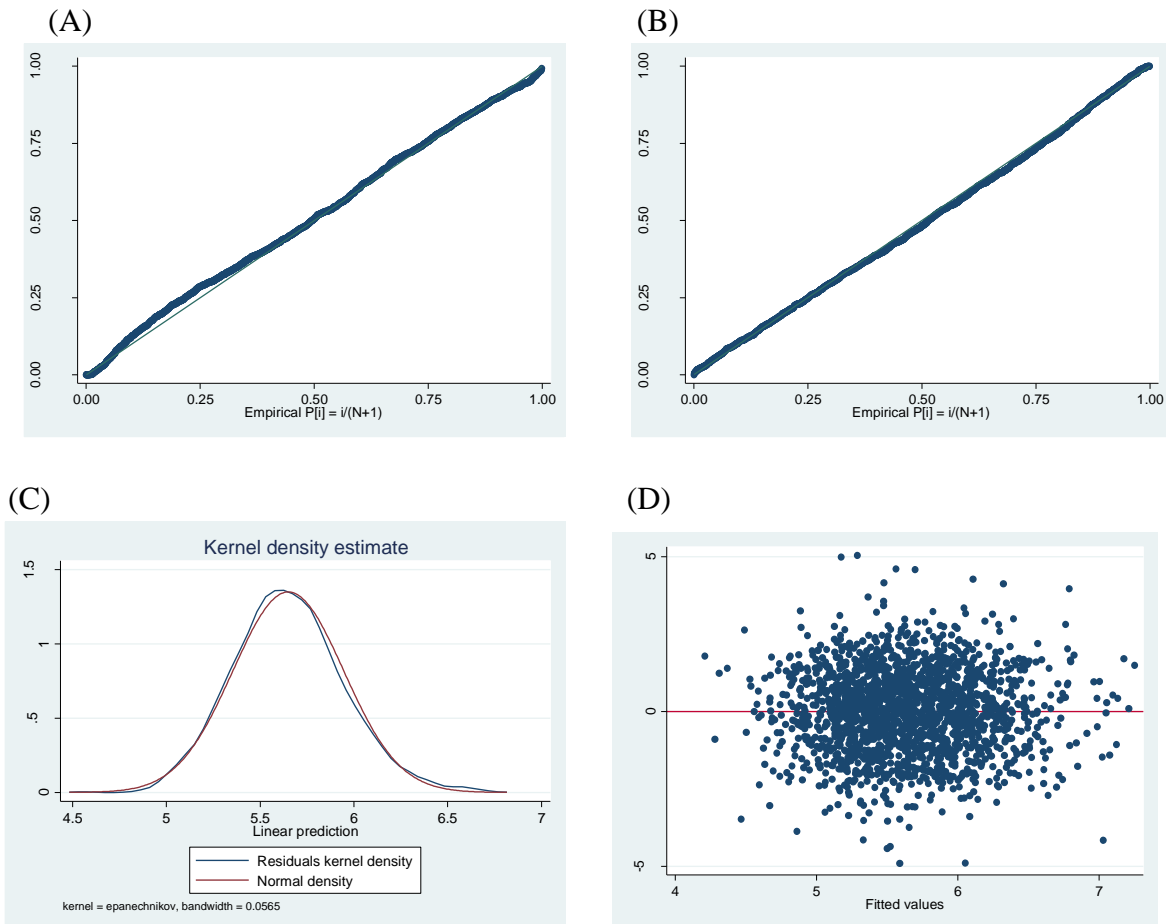 (A)
1.00
0.75
0.50
0.25
0.00
0.00 0.25 0.50 0.75 1.00
Empirical P[i] = i/(N+1)
(B)
1.00
0.75
0.50
0.25
0.00
0.00 0.25 0.50 0.75 1.00
Empirical P[i] = i/(N+1)
(C)
Kernel density estimate
1.5
1
.5
0
4.5 5 5.5 6 6.5 7
Linear prediction
Residuals kernel density
Normal density
kernel = epanechnikov, bandwidth = 0.0565
(D)
5
0
-5
4 5 6 7
Fitted values